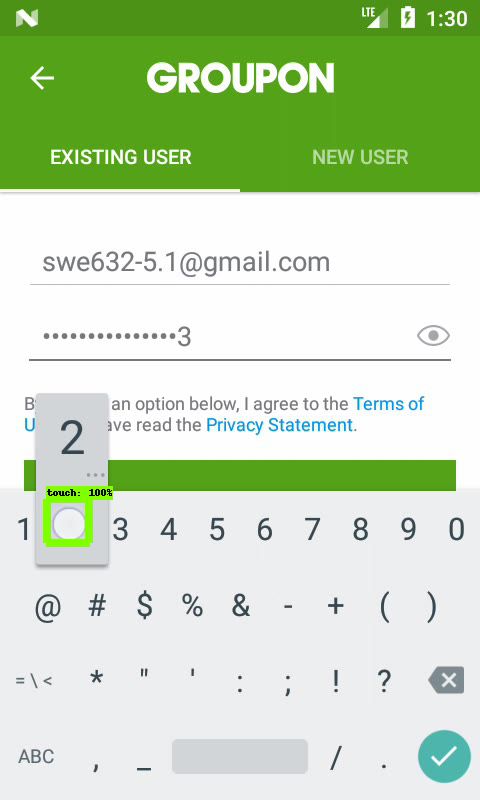 LTE 1:30
GROUPON
EXISTING USER NEW USER
swe632-5.1@gmail.com
•••••••••••••••3
B an option below, I agree to the Terms of
U ave read the Privacy Statement.
2
...
touch: 100%
1 3 4 5 6 7 8 9 0
@ # $ % & - + ( )
= \ < * " ' : ; ! ?
ABC , _ / .